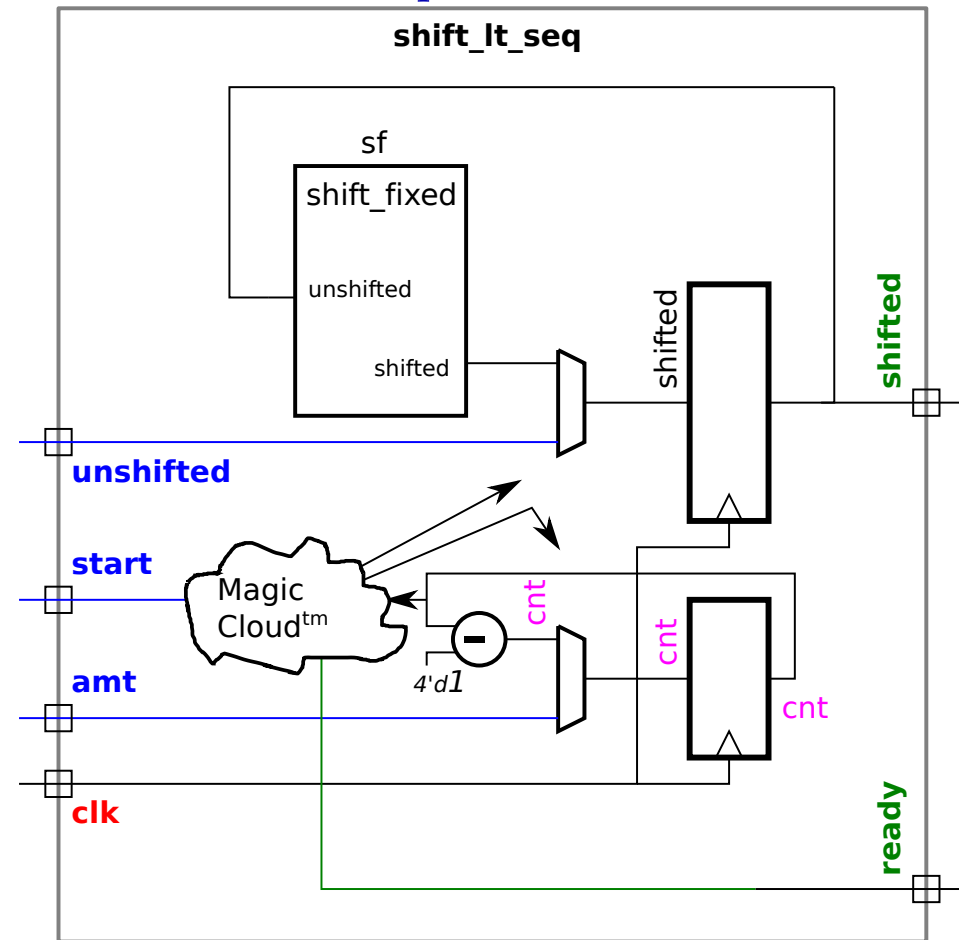 shift_lt_seq
sf
shift_fixed
unshifted
shifted
shifted
shifted
unshifted
start
Magic
Cloudtm
cnt
cnt
4'd1
amt
cnt
clk
ready